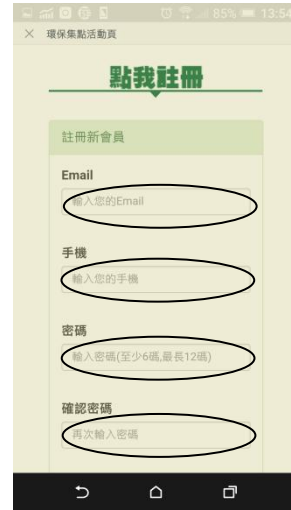 85% 13:54
× 環保集點活動頁
點我註冊
註冊新會員
Email
輸入您的Email
手機
輸入您的手機
密碼
輸入密碼(至少6碼,最長12碼)
確認密碼
再次輸入密碼